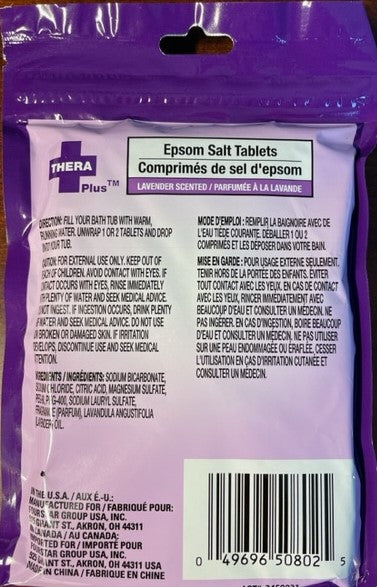 THERA
Plus™
Epsom Salt Tablets
Comprimés de sel d'epsom
LAVENDER SCENTED / PARFUMÉE À LA LAVANDE
DIRECTION: FILL YOUR BATH TUB WITH WARM,
RUNNING WATER. UNWRAP 1 OR 2 TABLETS AND DROP
INTO YOUR TUB.
CAUTION: FOR EXTERNAL USE ONLY. KEEP OUT OF
REACH OF CHILDREN. AVOID CONTACT WITH EYES. IF
CONTACT OCCURS WITH EYES, RINSE IMMEDIATELY
WITH PLENTY OF WATER AND SEEK MEDICAL ADVICE.
DO NOT INGEST. IF INGESTION OCCURS, DRINK PLENTY
OF WATER AND SEEK MEDICAL ADVICE. DO NOT USE
ON BROKEN OR DAMAGED SKIN. IF IRRITATION
DEVELOPS, DISCONTINUE USE AND SEEK MEDICAL
ATTENTION.
INGREDIENTS / INGRÉDIENTS: SODIUM BICARBONATE,
SODIUM CHLORIDE, CITRIC ACID, MAGNESIUM SULFATE,
PEG-400, SODIUM LAURYL SULFATE,
FRAGRANCE (PARFUM), LAVANDULA ANGUSTIFOLIA
(LAVENDER) OIL.
MODE D'EMPLOI : REMPLIR LA BAIGNOIRE AVEC DE
L'EAU TIÈDE COURANTE. DÉBALER 1 OU 2
COMPRIMÉS ET LES DÉPOSER DANS VOTRE BAIN.
MISE EN GARDE : POUR USAGE EXTERNE SEULEMENT.
TENIR HORS DE LA PORTÉE DES ENFANTS. ÉVITER
TOUT CONTACT AVEC LES YEUX. EN CAS DE CONTACT
AVEC LES YEUX, RINCER IMMÉDIATEMENT AVEC
BEAUCOUP D'EAU ET CONSULTER UN MÉDECIN. NE
PAS INGÉRER. EN CAS D'INGESTION, BOIRE BEAUCOUP
D'EAU ET CONSULTER UN MÉDECIN. NE PAS UTILISER
SUR UNE PEAU ENDOMMAGÉE OU ÉRAFLÉE. CESSER
L'UTILISATION EN CAS D'IRRITATION CUTANÉE ET
CONSULTER UN MÉDECIN.
IN THE U.S.A. / AUX É.-U.:
MANUFACTURED FOR / FABRIQUÉ POUR:
FOURSTAR GROUP USA, INC.
GRANT ST., AKRON, OH 44311
CANADA / AU CANADA;
IMPORTED FOR / IMPORTÉ POUR
FOURSTAR GROUP USA, INC.
GRANT ST., AKRON, OH 44311
MADE IN CHINA / FABRIQUÉ EN CHINE
0 49696 50802 5